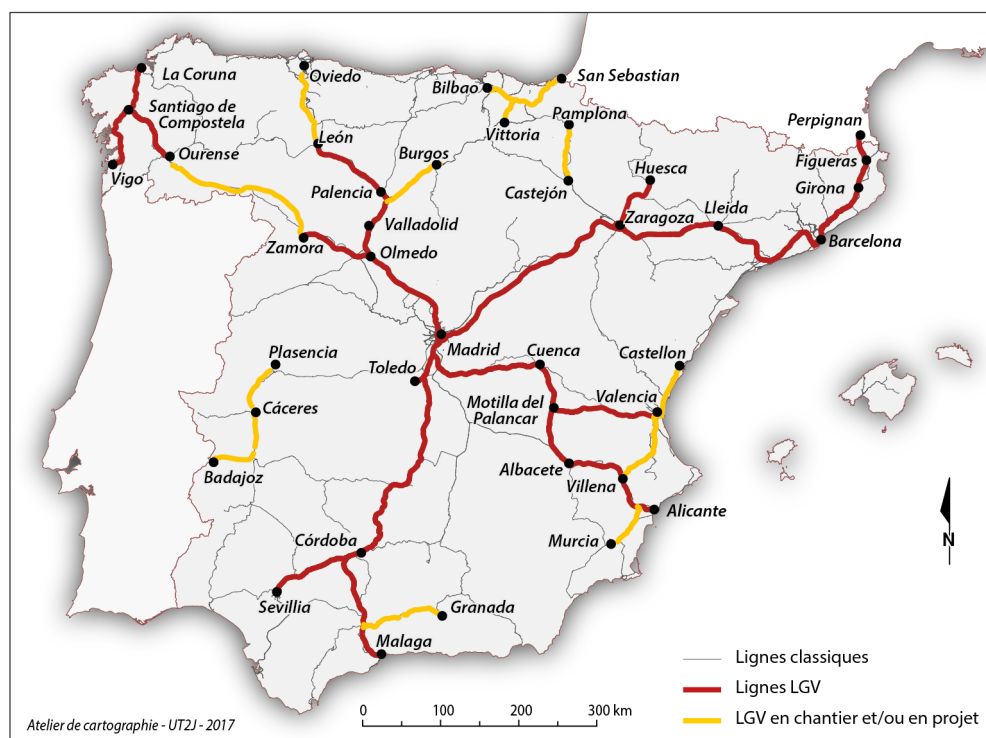 La Coruna
Oviedo
Bilbao
San Sebastian
Santiago de
Compostela
Vittoria
Pamplona
Perpignan
León
Ourense
Burgos
Figueras
Vigo
Palencia
Castejón
Huesca
Girona
Valladolid
Zaragoza
Lleida
Zamora
Olmedo
Barcelona
Madrid
Plasencia
Toledo
Cuenca
Castellon
Cáceres
Motilla del
Palancar
Valencia
Badajoz
Albacete
Villena
Alicante
Córdoba
Murcia
N
Sevillia
Granada
Malaga
Lignes classiques
Lignes LGV
LGV en chantier et/ou en projet
0 100 200 300 km
Atelier de cartographie - UT2J - 2017